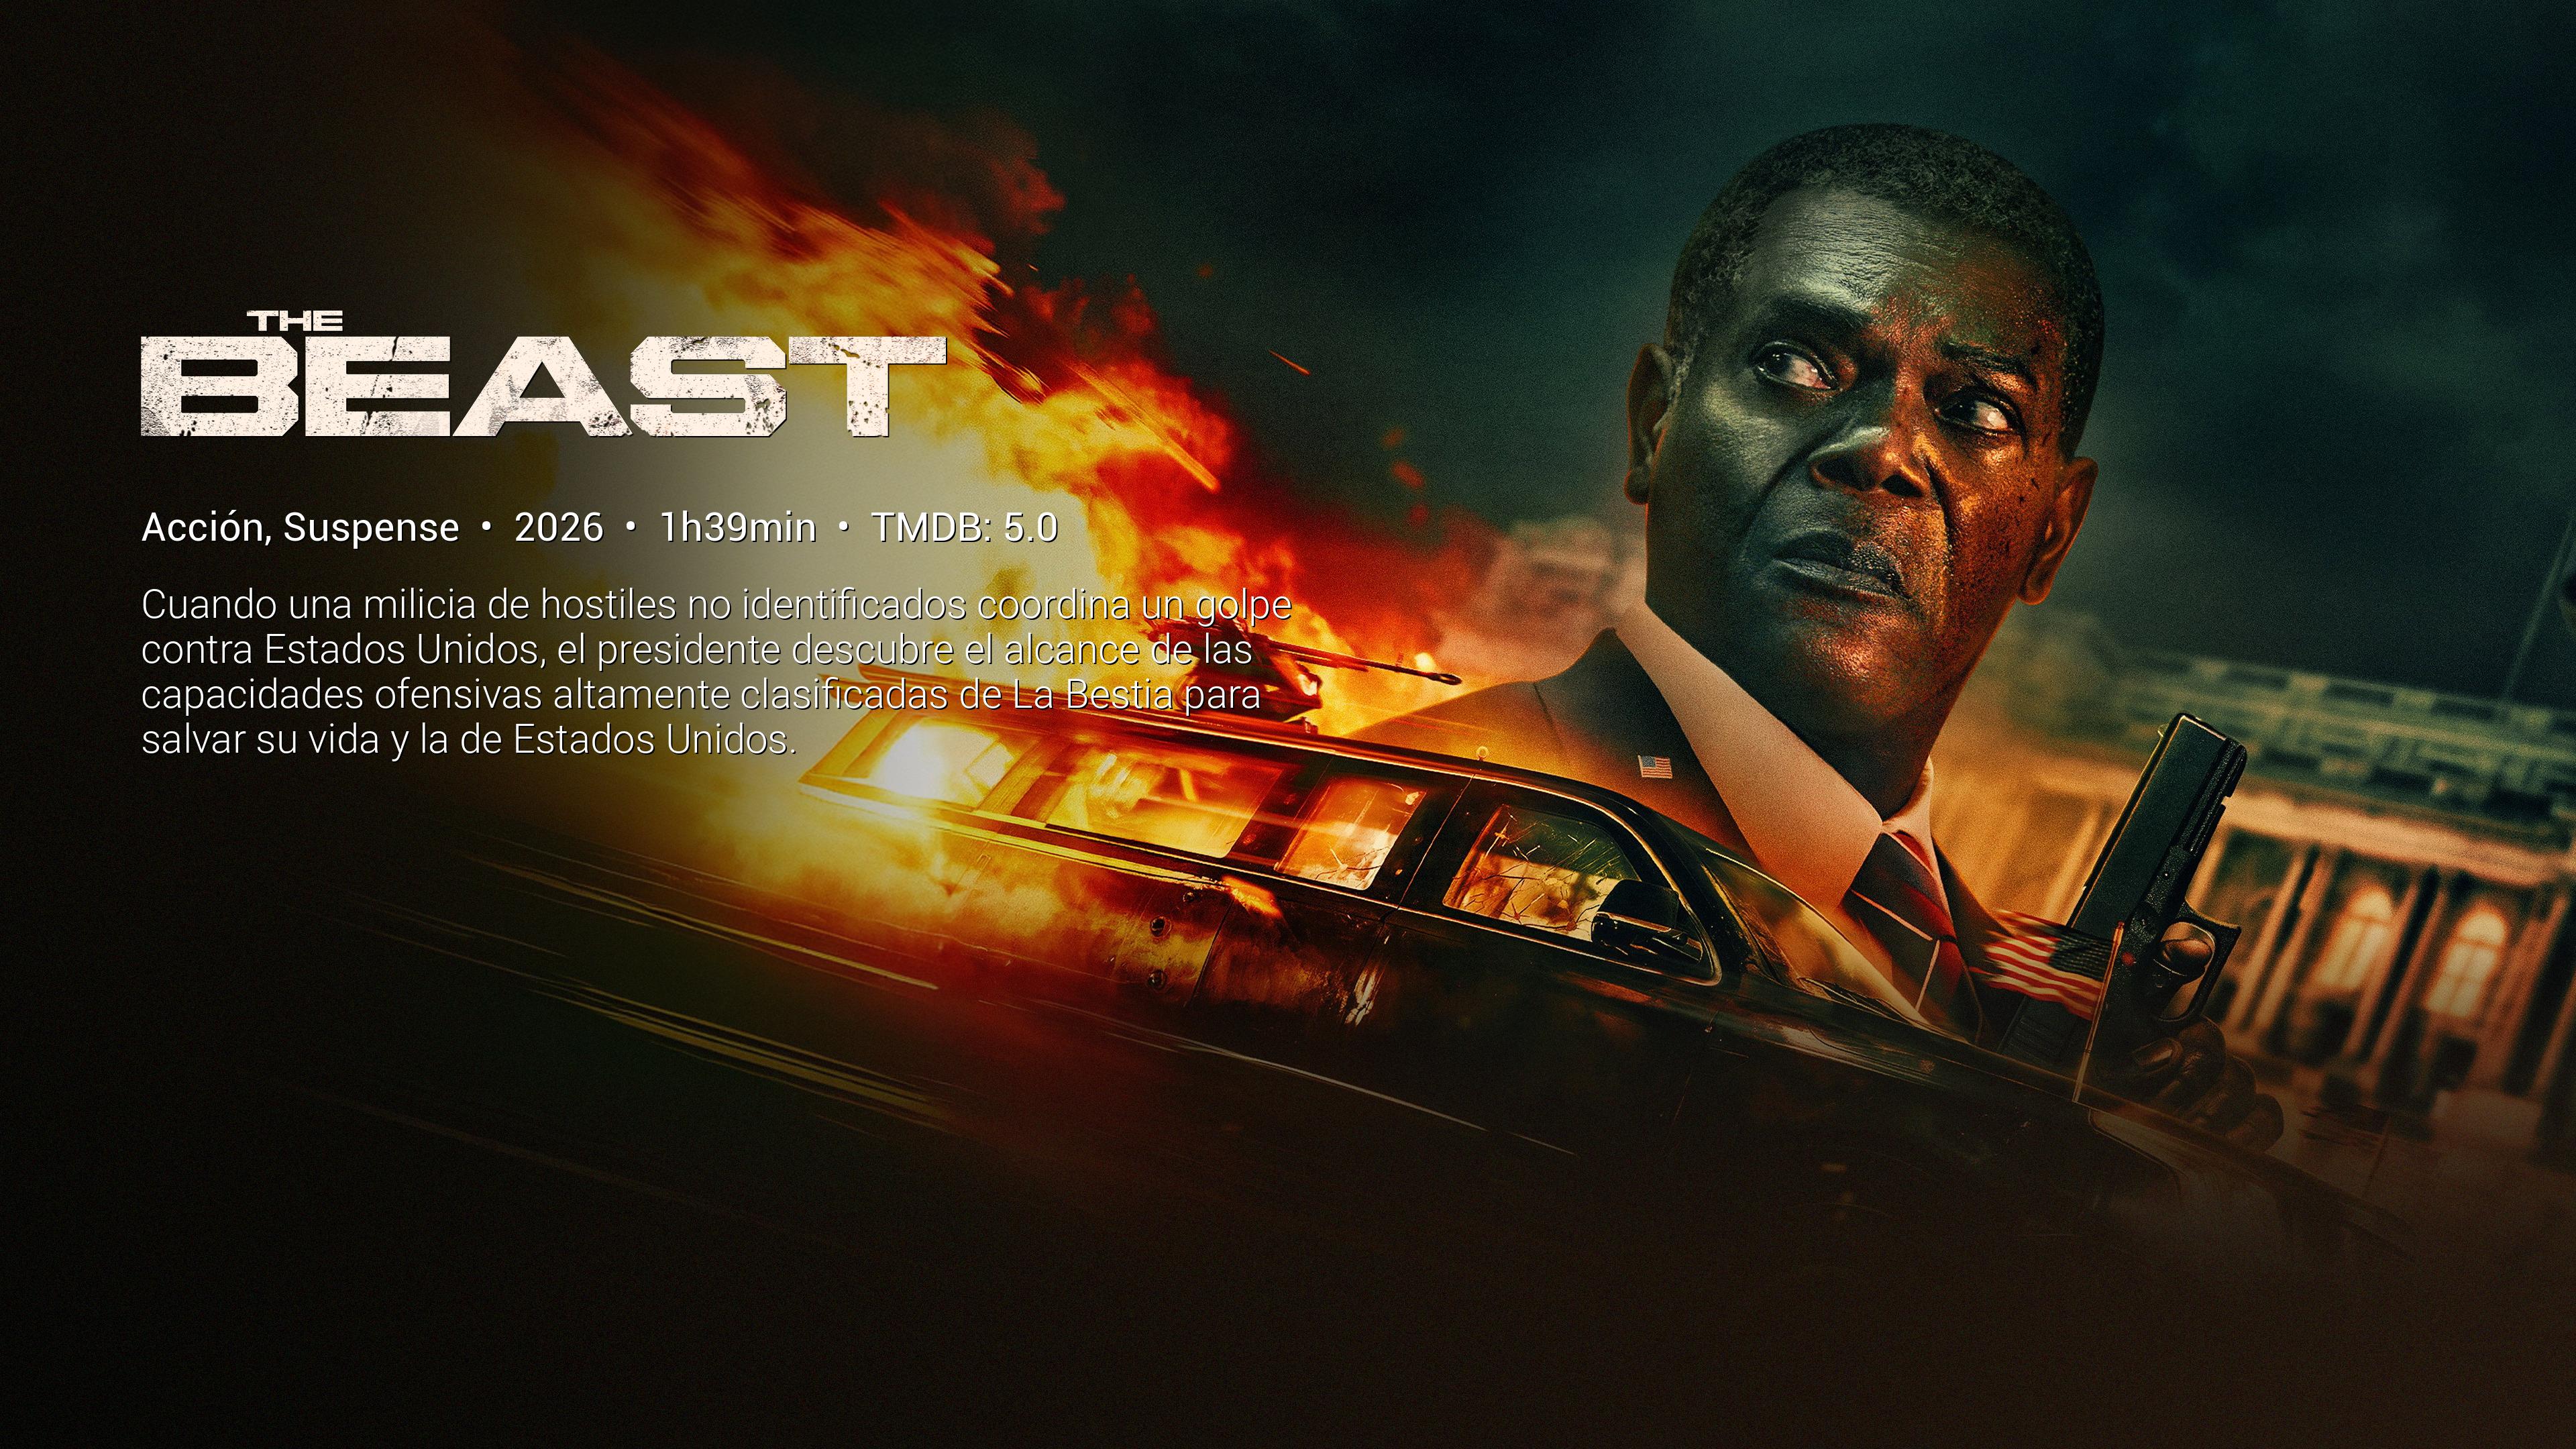 THE
BEAST
Acción, Suspense • 2026 • 1h39min • TMDB: 5.0
Cuando una milicia de hostiles no identificados coordina un golpe
contra Estados Unidos, el presidente descubre el alcance de las
capacidades ofensivas altamente clasificadas de La Bestia para
salvar su vida y la de Estados Unidos.